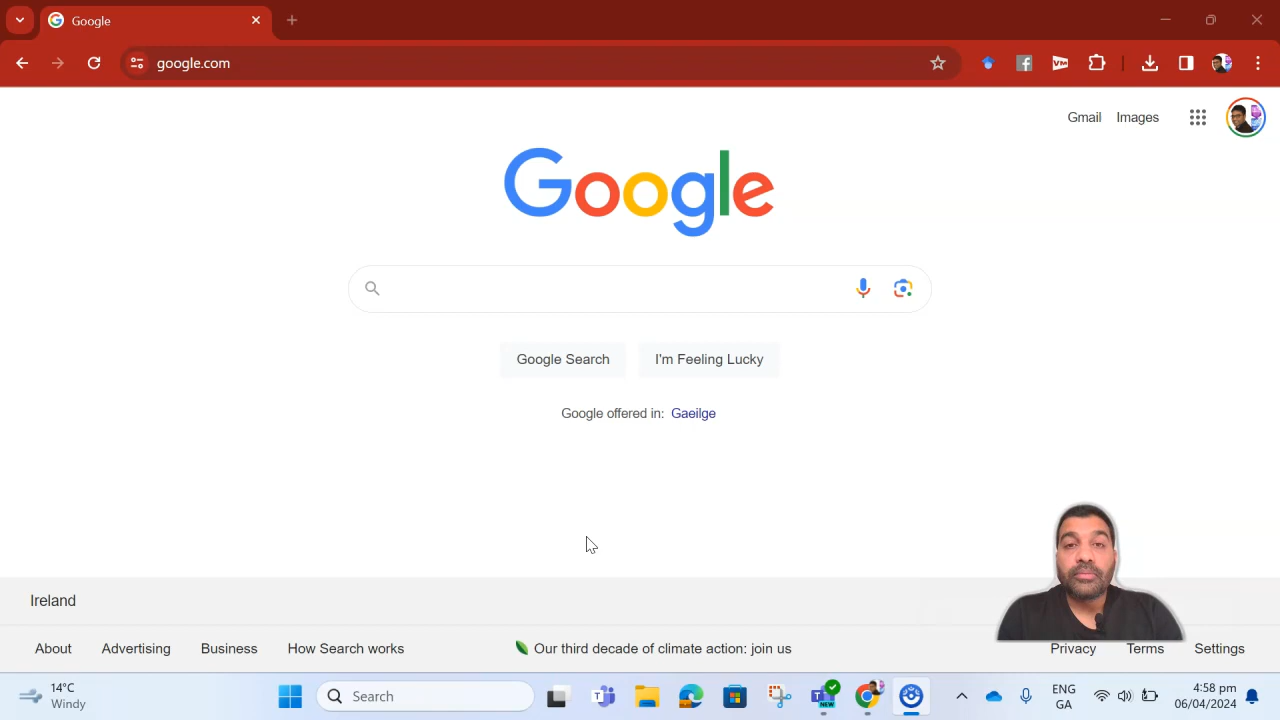 Google
google.com
Gmail Images
Google
Google Search I'm Feeling Lucky
Google offered in: Gaeilge
Ireland
About Advertising Business How Search works Our third decade of climate action: join us Privacy Terms Settings
14°C
Windy
Search
NEW
ENG
GA
4:58 pm
06/04/2024